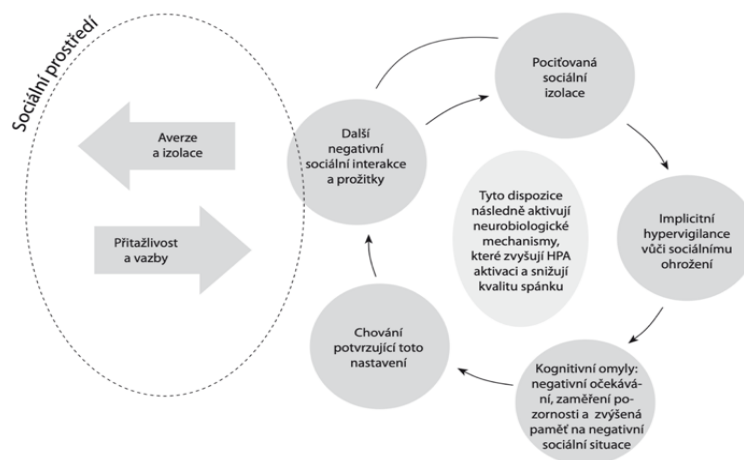 Sociální prostředí
Averze
a izolace
Přitažlivost
a vazby
Další
negativní
sociální interakce
a prožitky
Pociťovaná
sociální
izolace
Tyto dispozice
následně aktivují
neurobiologické
mechanismy,
které zvyšují HPA
aktivaci a snižují
kvalitu spánku
Implicitní
hypervigilance
vůči sociálnímu
ohrožení
Chování
potvrzující toto
nastavení
Kognitivní omyly:
negativní očekává-
ní, zaměření po-
zornosti a zvýšená
paměť na negativní
sociální situace